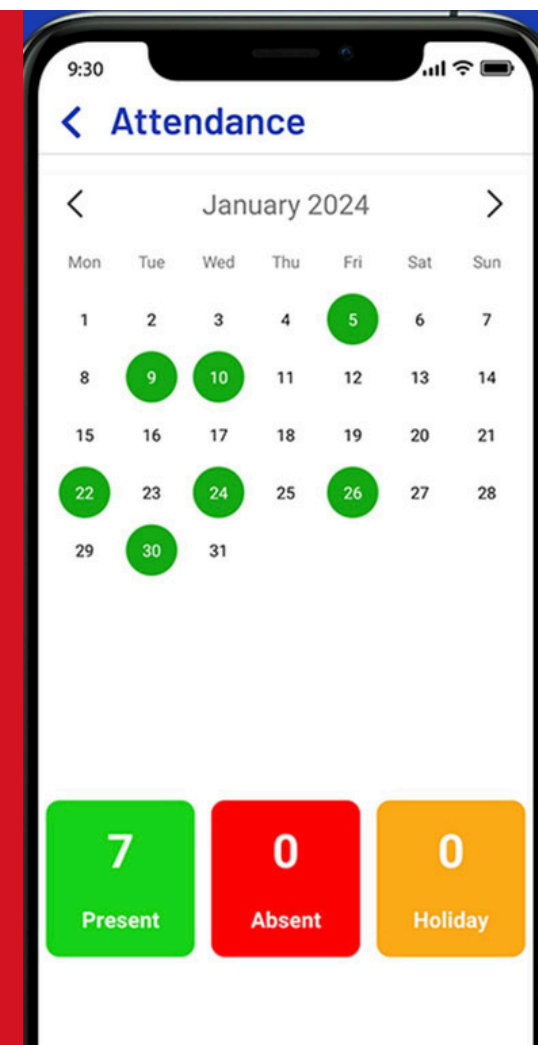 9:30
Attendance
January 2024
Mon Tue Wed Thu Fri Sat Sun
1 2 3 4 5 6 7
8 9 10 11 12 13 14
15 16 17 18 19 20 21
22 23 24 25 26 27 28
29 30 31
7 0 0
Present Absent Holiday